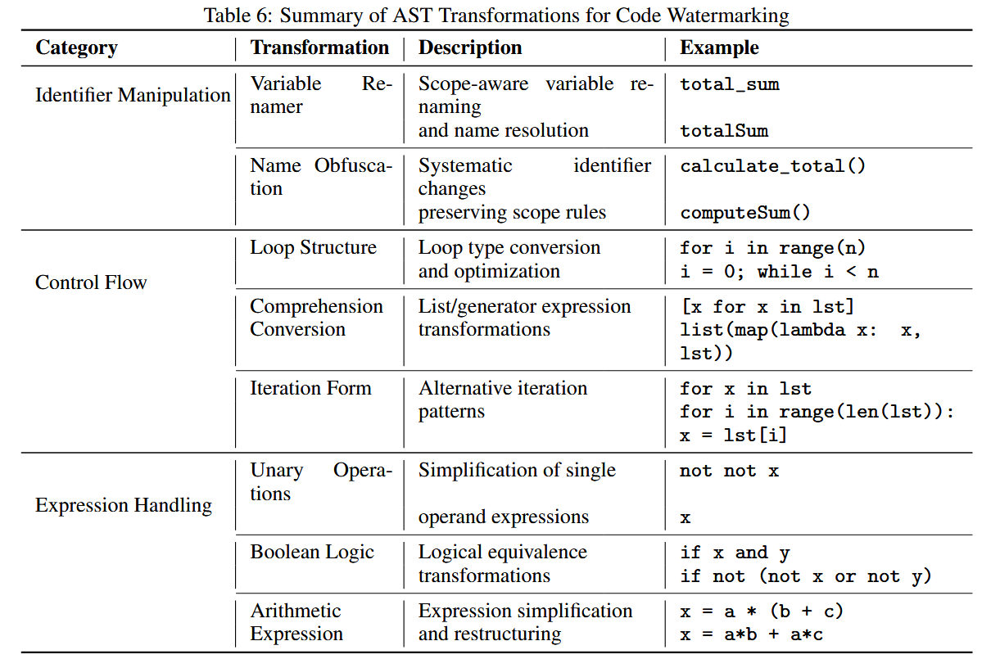 Table 6: Summary of AST Transformations for Code Watermarking
Category Transformation Description Example
Identifier Manipulation
Variable Re-
namer
Scope-aware variable re-
naming
and name resolution
total_sum
totalSum
Name Obfusca-
tion
Systematic identifier
changes
preserving scope rules
calculate_total()
computeSum()
Control Flow
Loop Structure
Loop type conversion
and optimization
for i in range(n)
i = 0; while i < n
Comprehension
Conversion
List/generator expression
transformations
[x for x in lst]
list(map(lambda x: x,
lst))
Iteration Form
Alternative iteration
patterns
for x in lst
for i in range(len(lst)):
x = lst[i]
Expression Handling
Unary Opera-
tions
Simplification of single
operand expressions
not not x
x
Boolean Logic
Logical equivalence
transformations
if x and y
if not (not x or not y)
Arithmetic
Expression
Expression simplification
and restructuring
x = a * (b + c)
x = a*b + a*c